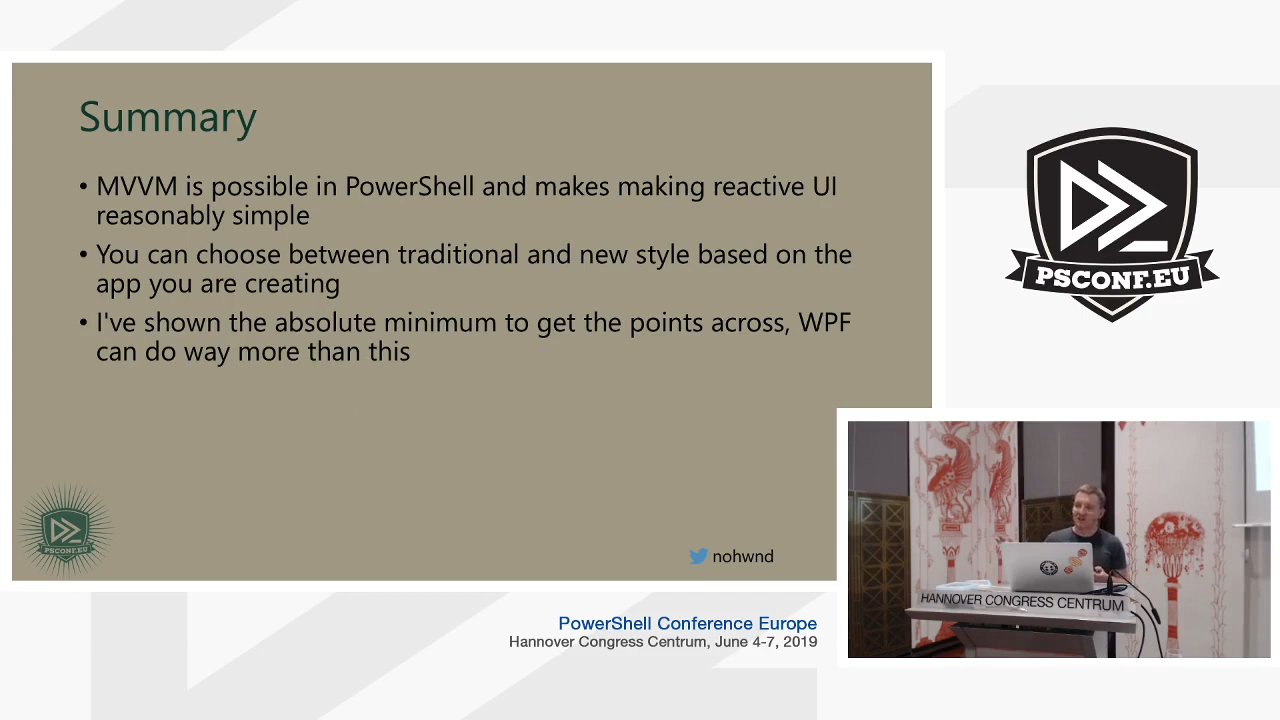 Summary
• MVVM is possible in PowerShell and makes making reactive UI
reasonably simple
• You can choose between traditional and new style based on the
app you are creating
• I've shown the absolute minimum to get the points across, WPF
can do way more than this
PSCONF.EU
nohwnd
PSCONF.EU
HANNOVER CONGRESS CENTRUM
PowerShell Conference Europe
Hannover Congress Centrum, June 4-7, 2019